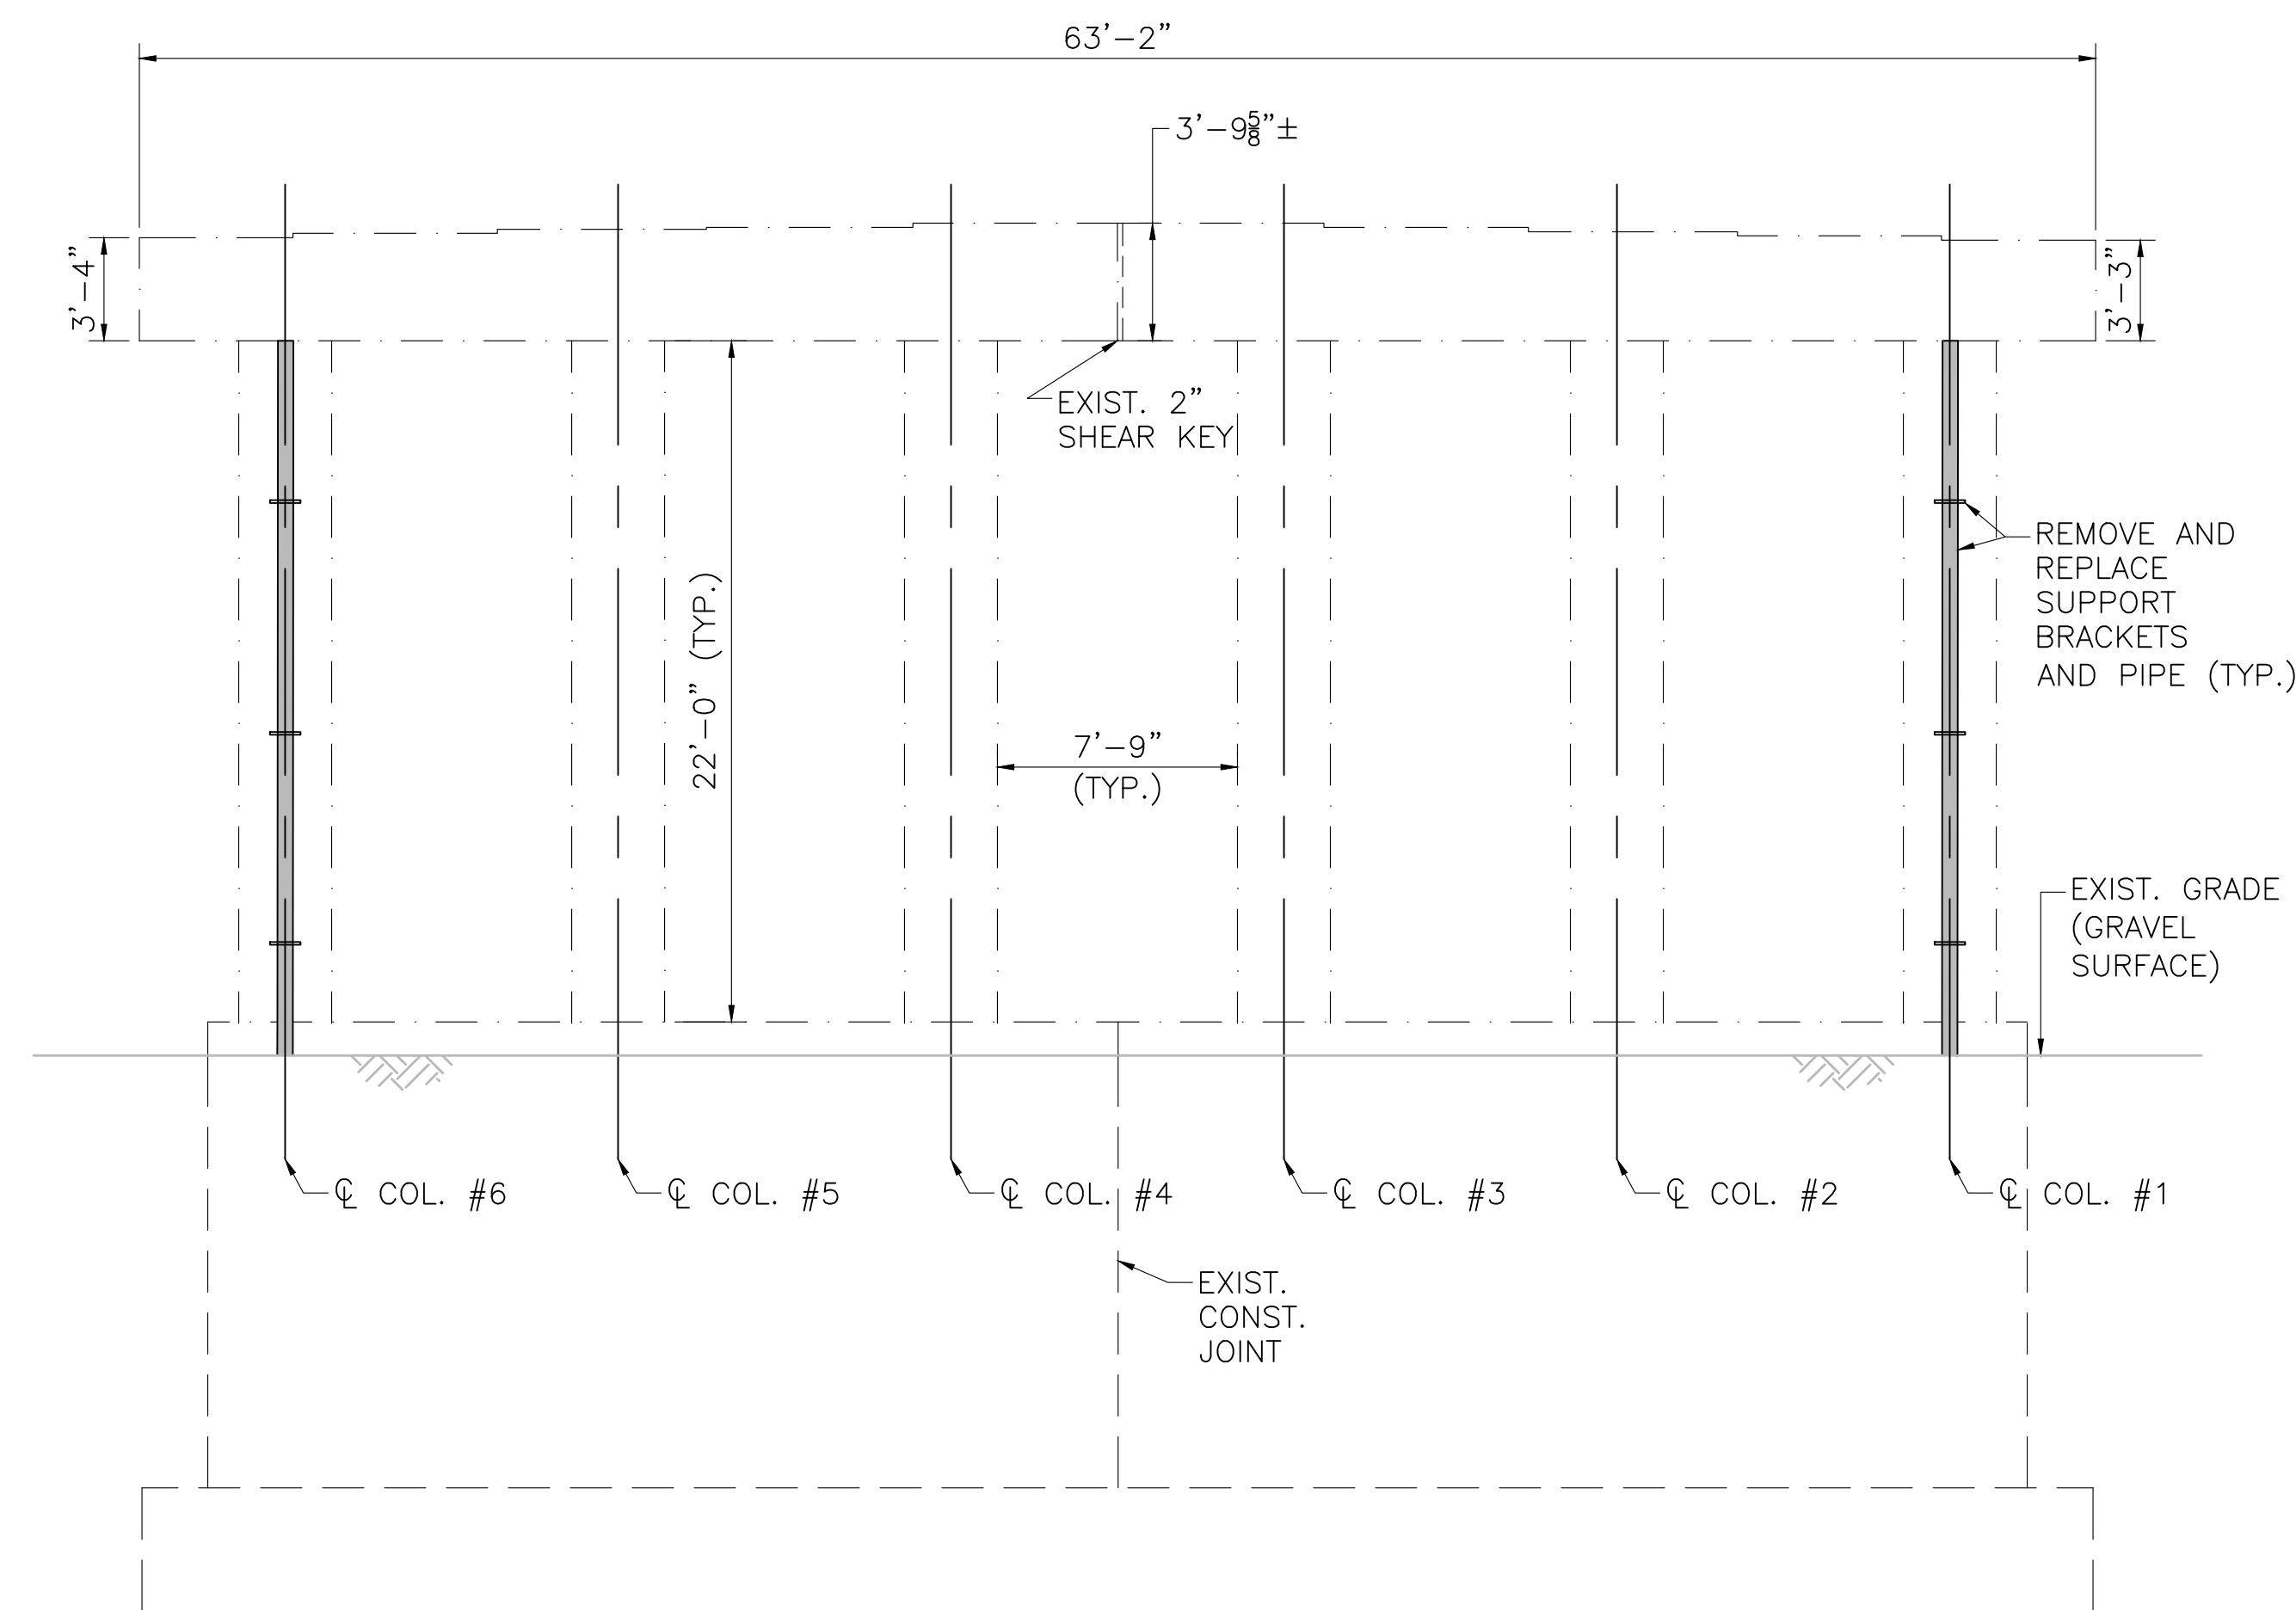 63'-2"
3'-9⅝"±
3'-4"
3'-3"
EXIST. 2"
SHEAR KEY
REMOVE AND
REPLACE
SUPPORT
BRACKETS
AND PIPE (TYP.)
22'-0" (TYP.)
7'-9"
(TYP.)
EXIST. GRADE
(GRAVEL
SURFACE)
℄ COL. #6
℄ COL. #5
℄ COL. #4
℄ COL. #3
℄ COL. #2
℄ COL. #1
EXIST.
CONST.
JOINT